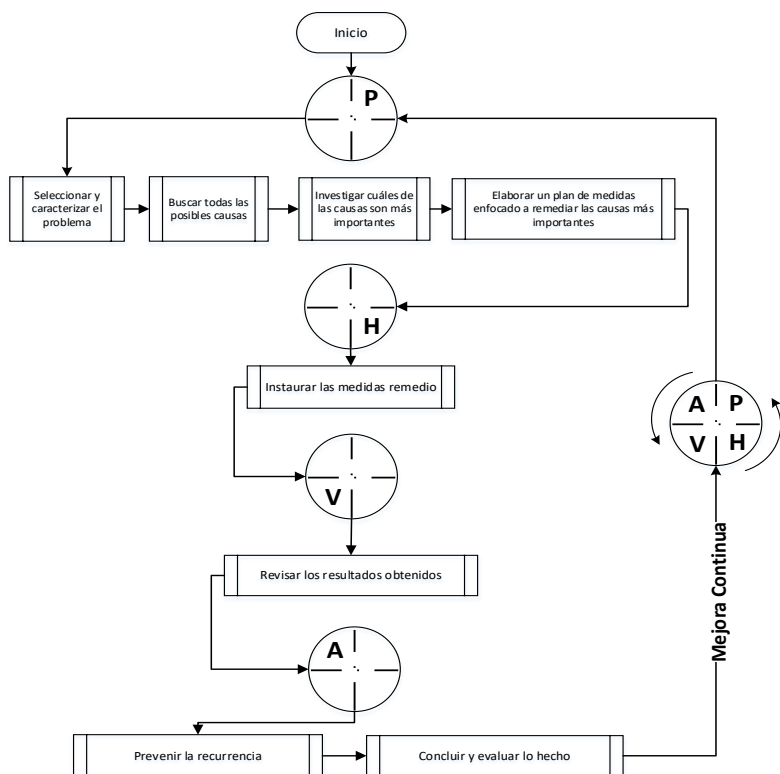 Inicio
P
Seleccionar y
caracterizar el
problema
Buscar todas las
posibles causas
Investigar cuáles de
las causas son más
importantes
Elaborar un plan de medidas
enfocado a remediar las causas más
importantes
H
Instaurar las medidas remedio
A P
V H
V
Revisar los resultados obtenidos
Mejora Continua
A
Prevenir la recurrencia
Concluir y evaluar lo hecho